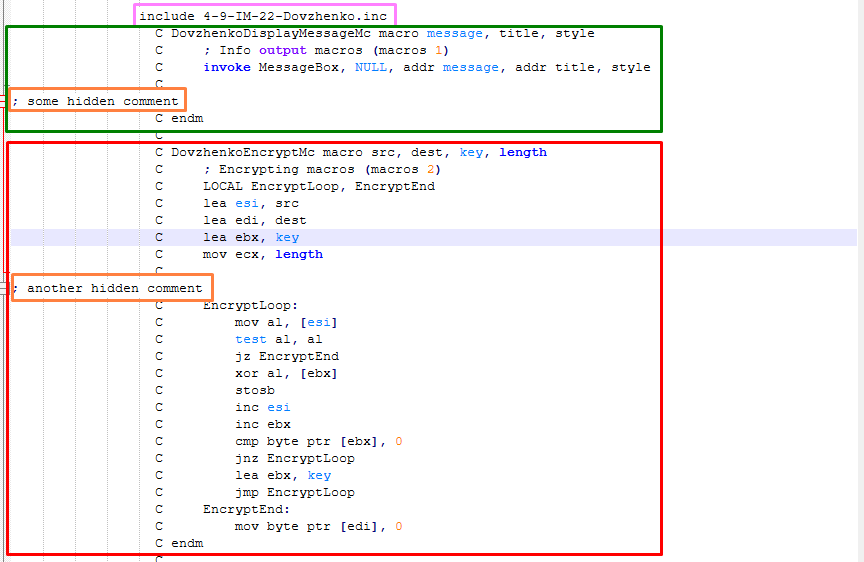 include 4-9-IM-22-Dovzhenko.inc
C DovzhenkoDisplayMessageMc macro message, title, style
C ; Info output macros (macros 1)
C invoke MessageBox, NULL, addr message, addr title, style
C
; some hidden comment
C endm
C
C DovzhenkoEncryptMc macro src, dest, key, length
C ; Encrypting macros (macros 2)
C LOCAL EncryptLoop, EncryptEnd
C lea esi, src
C lea edi, dest
C lea ebx, key
C mov ecx, length
C
; another hidden comment
C EncryptLoop:
C mov al, [esi]
C test al, al
C jz EncryptEnd
C xor al, [ebx]
C stosb
C inc esi
C inc ebx
C cmp byte ptr [ebx], 0
C jnz EncryptLoop
C lea ebx, key
C jmp EncryptLoop
C EncryptEnd:
C mov byte ptr [edi], 0
C endm
C